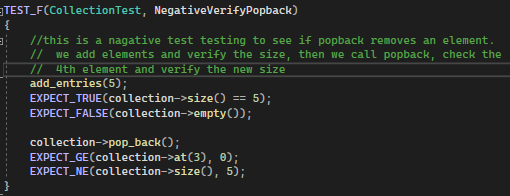 TEST_F(CollectionTest, NegativeVerifyPopback)
{
//this is a nagative test testing to see if popback removes an element.
//  we add elements and verify the size, then we call popback, check the
//  4th element and verify the new size
add_entries(5);
EXPECT_TRUE(collection->size() == 5);
EXPECT_FALSE(collection->empty());
collection->pop_back();
EXPECT_GE(collection->at(3), 0);
EXPECT_NE(collection->size(), 5);
}